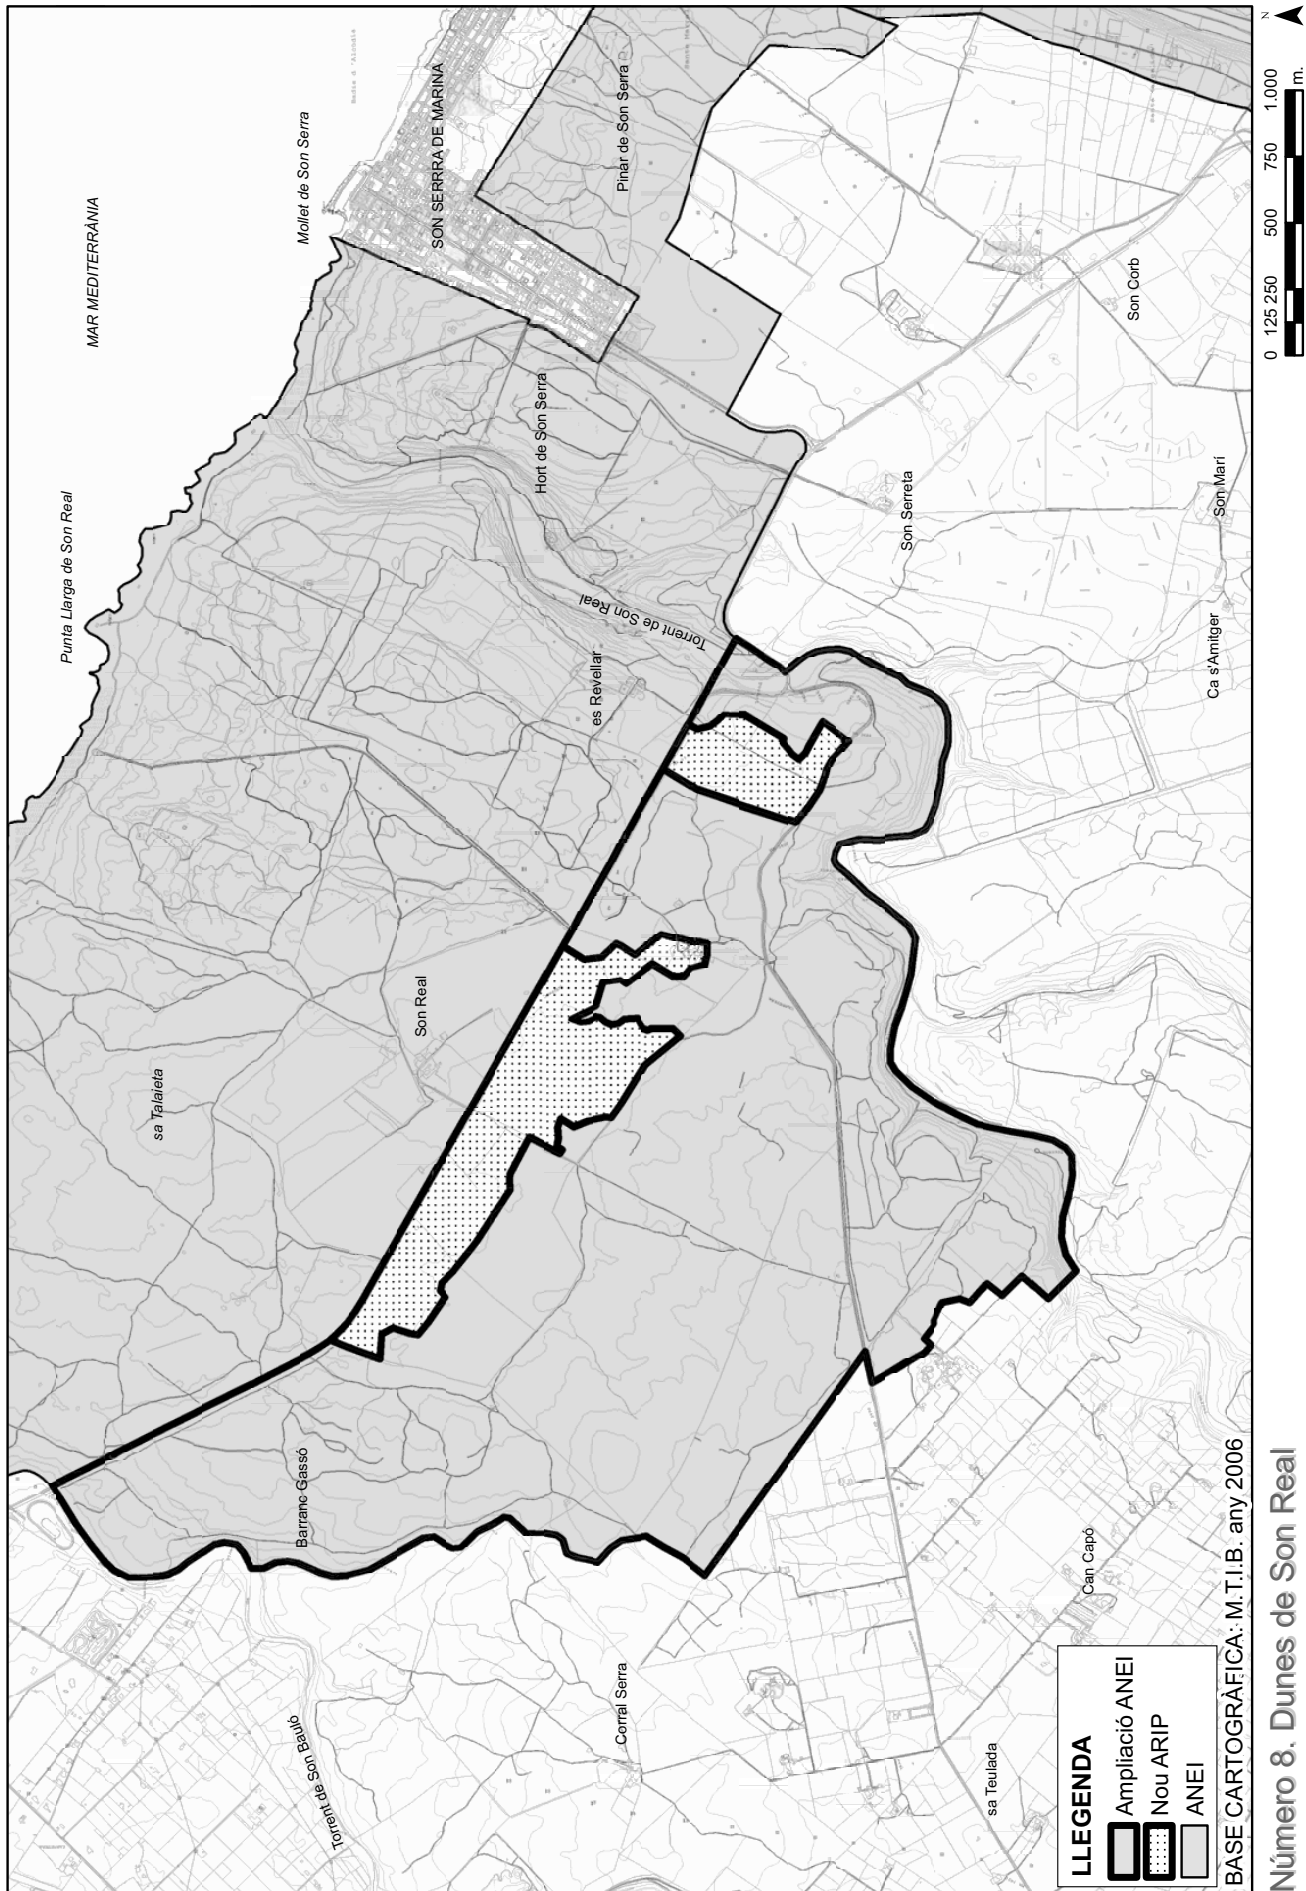 MAR MEDITERRÀNIA
Badia d'Alcúdia
Mollet de Son Serra
Punta Llarga de Son Real
SON SERRRA DE MARINA
Pinar de Son Serra
Hort de Son Serra
Torrent de Son Real
es Revellar
Son Real
sa Talaieta
Barranc Gassó
Torrent de Son Bauló
Corral Serra
sa Teulada
Can Capó
Son Corb
Son Serreta
Son Marí
Ca s'Amitger
LLEGENDA
Ampliació ANEI
Nou ARIP
ANEI
BASE CARTOGRÀFICA: M.T.I.B. any 2006
Número 8. Dunes de Son Real
0 125 250 500 750 1.000
m.
N